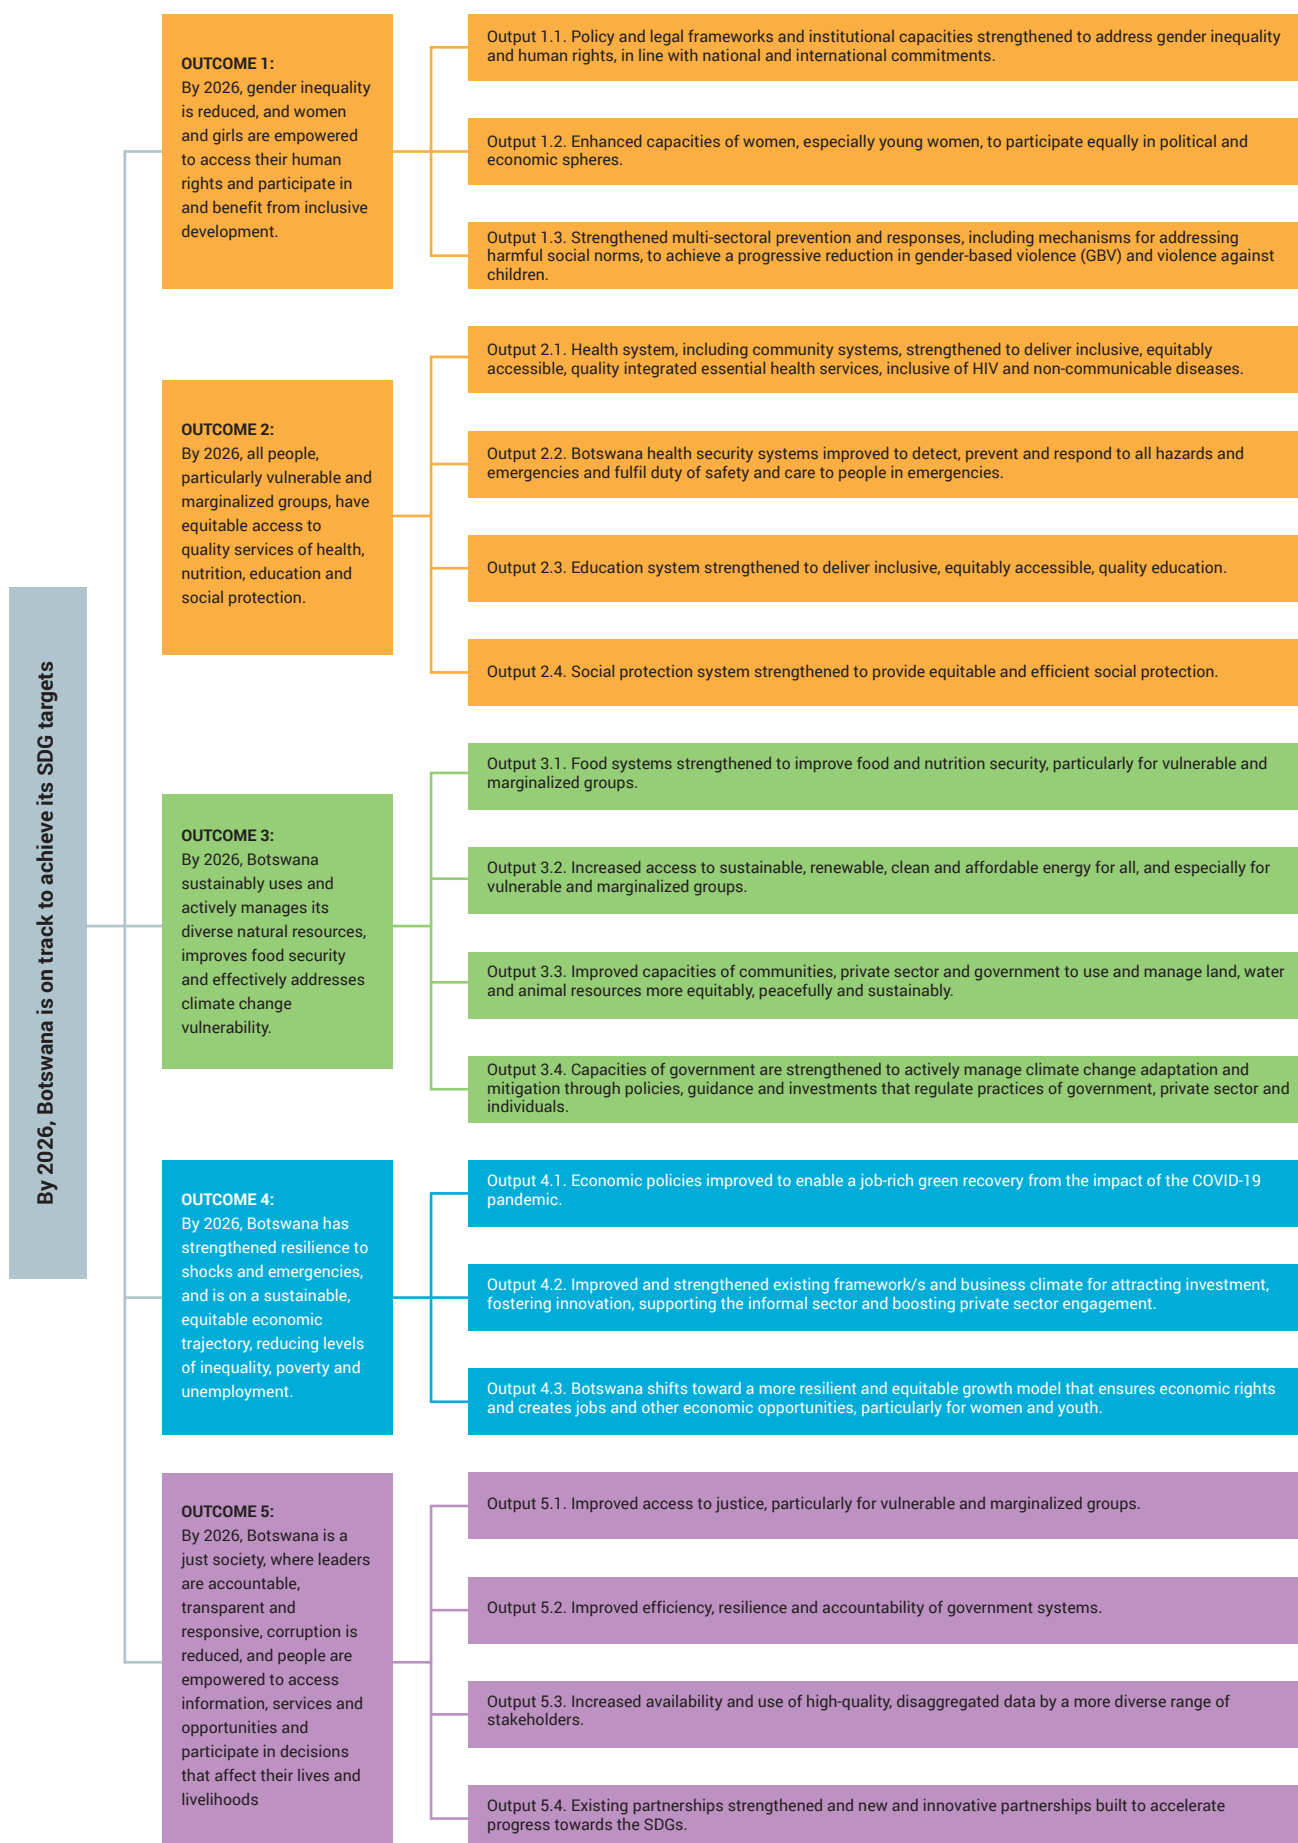 By 2026, Botswana is on track to achieve its SDG targets
OUTCOME 1:
By 2026, gender inequality
is reduced, and women
and girls are empowered
to access their human
rights and participate in
and benefit from inclusive
development.
Output 1.1. Policy and legal frameworks and institutional capacities strengthened to address gender inequality
and human rights, in line with national and international commitments.
Output 1.2. Enhanced capacities of women, especially young women, to participate equally in political and
economic spheres.
Output 1.3. Strengthened multi-sectoral prevention and responses, including mechanisms for addressing
harmful social norms, to achieve a progressive reduction in gender-based violence (GBV) and violence against
children.
OUTCOME 2:
By 2026, all people,
particularly vulnerable and
marginalized groups, have
equitable access to
quality services of health,
nutrition, education and
social protection.
Output 2.1. Health system, including community systems, strengthened to deliver inclusive, equitably
accessible, quality integrated essential health services, inclusive of HIV and non-communicable diseases.
Output 2.2. Botswana health security systems improved to detect, prevent and respond to all hazards and
emergencies and fulfil duty of safety and care to people in emergencies.
Output 2.3. Education system strengthened to deliver inclusive, equitably accessible, quality education.
Output 2.4. Social protection system strengthened to provide equitable and efficient social protection.
OUTCOME 3:
By 2026, Botswana
sustainably uses and
actively manages its
diverse natural resources,
improves food security
and effectively addresses
climate change
vulnerability.
Output 3.1. Food systems strengthened to improve food and nutrition security, particularly for vulnerable and
marginalized groups.
Output 3.2. Increased access to sustainable, renewable, clean and affordable energy for all, and especially for
vulnerable and marginalized groups.
Output 3.3. Improved capacities of communities, private sector and government to use and manage land, water
and animal resources more equitably, peacefully and sustainably.
Output 3.4. Capacities of government are strengthened to actively manage climate change adaptation and
mitigation through policies, guidance and investments that regulate practices of government, private sector and
individuals.
OUTCOME 4:
By 2026, Botswana has
strengthened resilience to
shocks and emergencies,
and is on a sustainable,
equitable economic
trajectory, reducing levels
of inequality, poverty and
unemployment.
Output 4.1. Economic policies improved to enable a job-rich green recovery from the impact of the COVID-19
pandemic.
Output 4.2. Improved and strengthened existing framework/s and business climate for attracting investment,
fostering innovation, supporting the informal sector and boosting private sector engagement.
Output 4.3. Botswana shifts toward a more resilient and equitable growth model that ensures economic rights
and creates jobs and other economic opportunities, particularly for women and youth.
OUTCOME 5:
By 2026, Botswana is a
just society, where leaders
are accountable,
transparent and
responsive, corruption is
reduced, and people are
empowered to access
information, services and
opportunities and
participate in decisions
that affect their lives and
livelihoods
Output 5.1. Improved access to justice, particularly for vulnerable and marginalized groups.
Output 5.2. Improved efficiency, resilience and accountability of government systems.
Output 5.3. Increased availability and use of high-quality, disaggregated data by a more diverse range of
stakeholders.
Output 5.4. Existing partnerships strengthened and new and innovative partnerships built to accelerate
progress towards the SDGs.